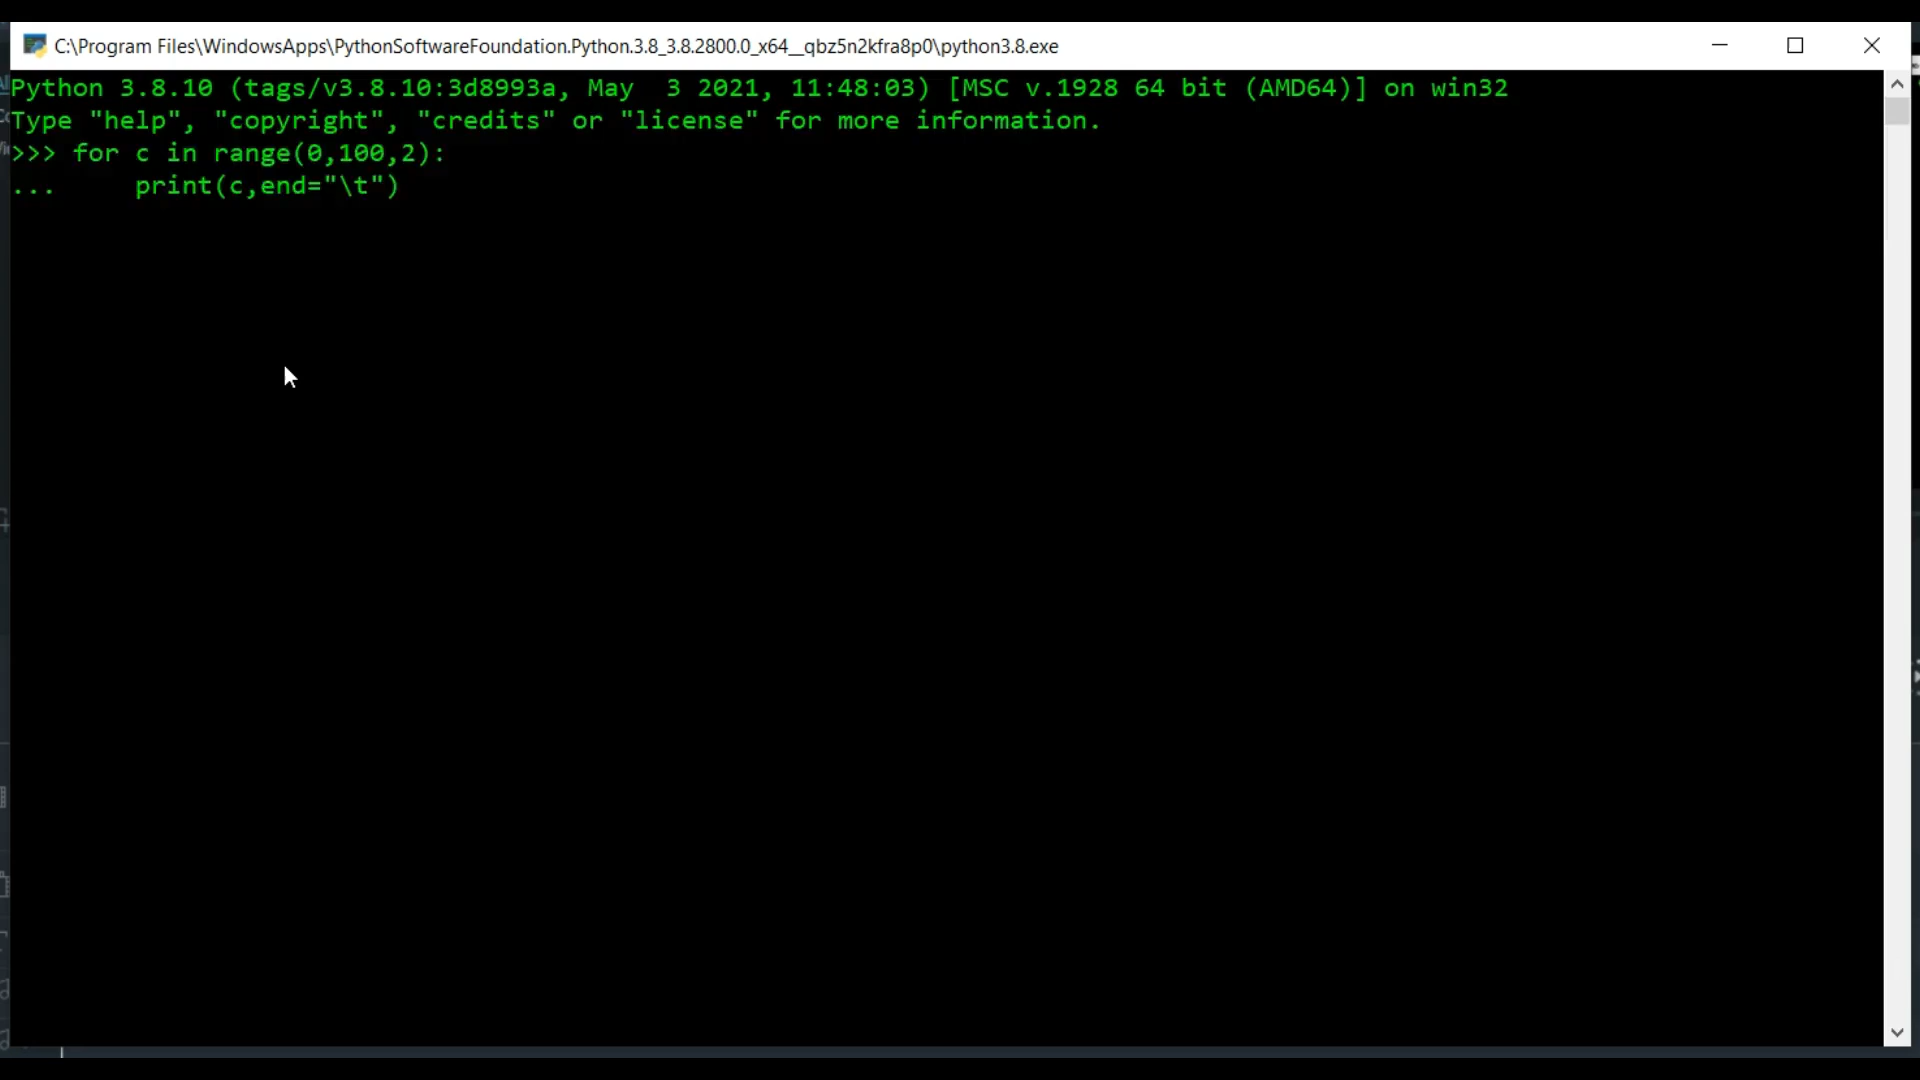 C:\Program Files\WindowsApps\PythonSoftwareFoundation.Python.3.8_3.8.2800.0_x64__qbz5n2kfra8p0\python3.8.exe
Python 3.8.10 (tags/v3.8.10:3d8993a, May  3 2021, 11:48:03) [MSC v.1928 64 bit (AMD64)] on win32
Type "help", "copyright", "credits" or "license" for more information.
>>> for c in range(0,100,2):
...     print(c,end="\t")